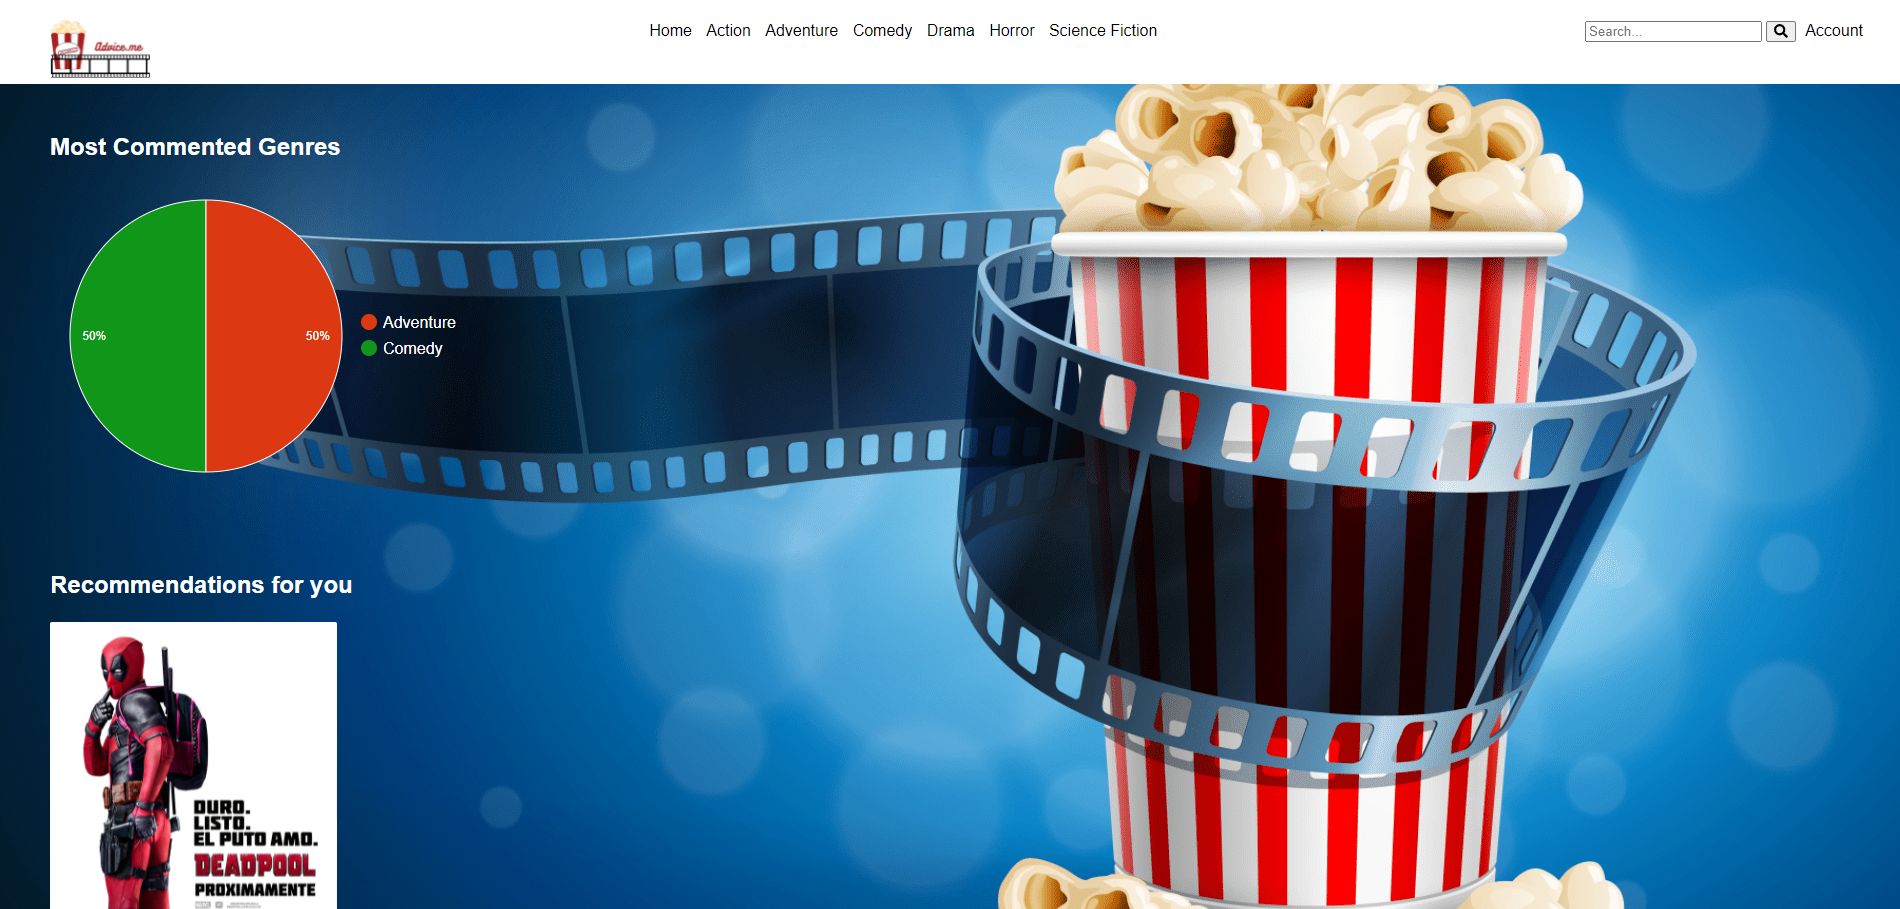 Advice.me
Home Action Adventure Comedy Drama Horror Science Fiction
Search...
Account
Most Commented Genres
50%
50%
Adventure
Comedy
Recommendations for you
DURO.
LISTO.
EL PUTO AMO.
DEADPOOL
PROXIMAMENTE
MARVEL